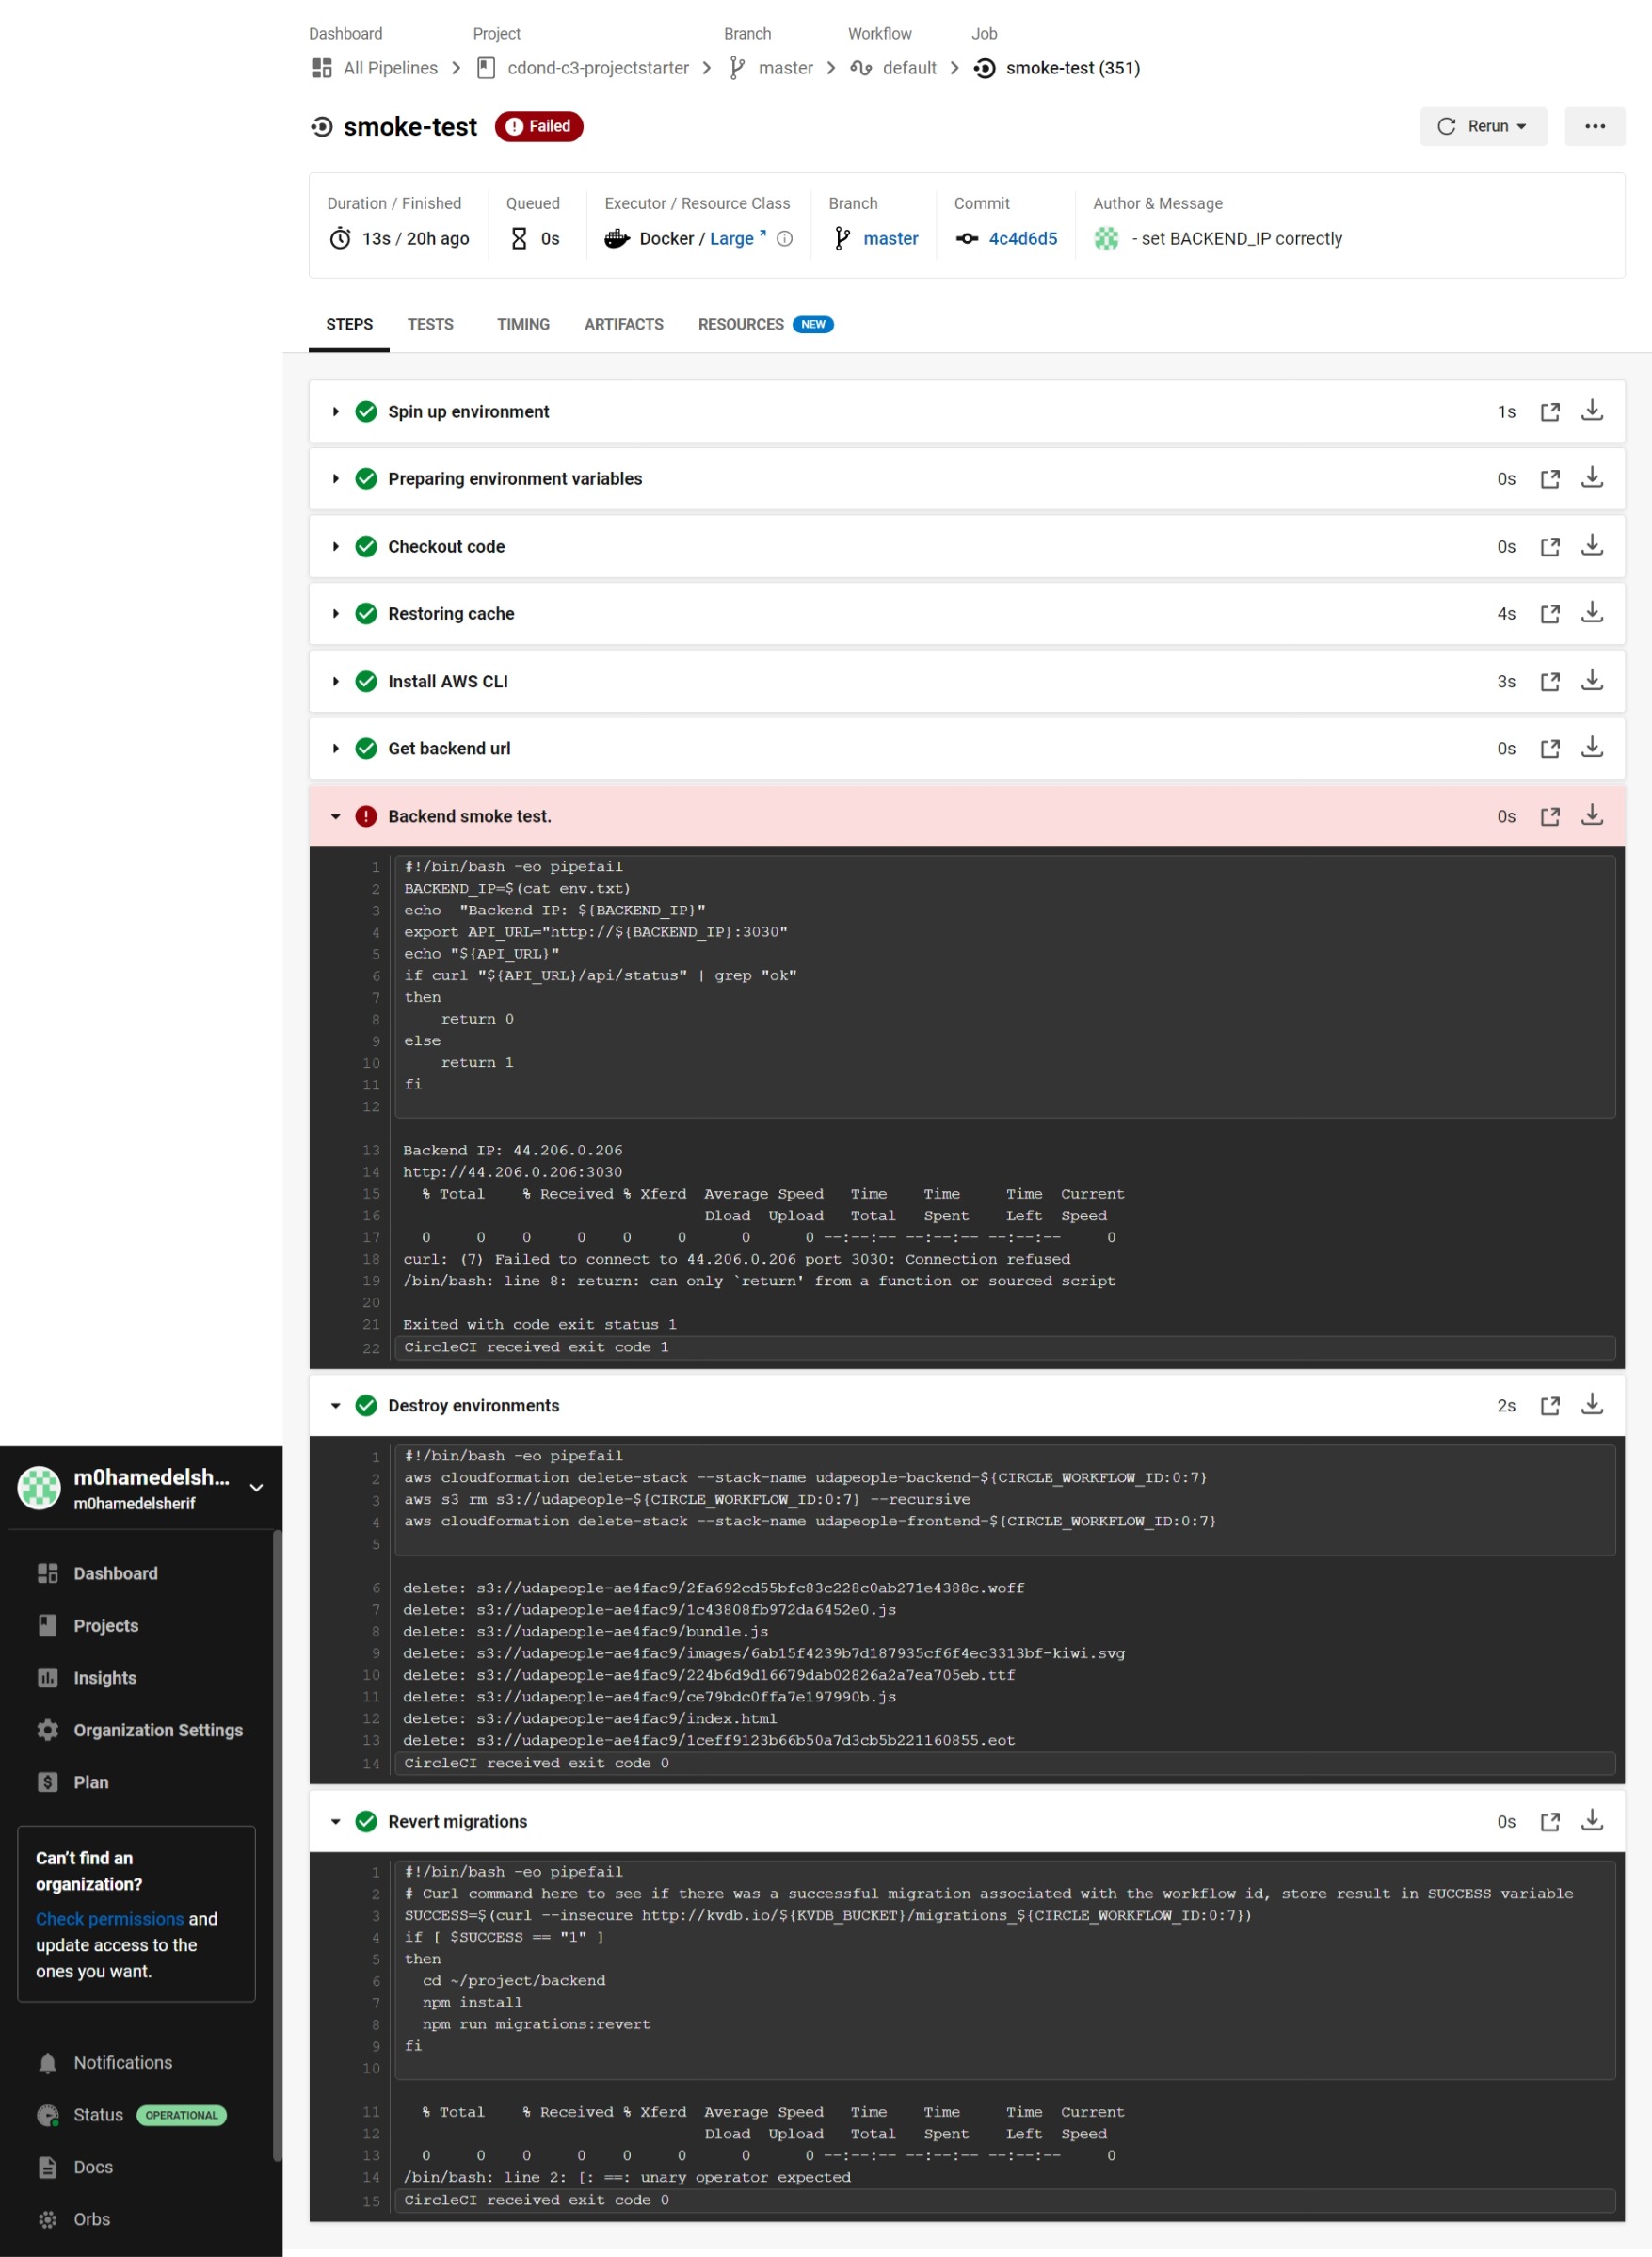 Dashboard Project Branch Workflow Job
All Pipelines cdond-c3-projectstarter master default smoke-test (351)
smoke-test Failed Rerun
Duration / Finished Queued Executor / Resource Class Branch Commit Author & Message
13s / 20h ago 0s Docker / Large master 4c4d6d5 - set BACKEND_IP correctly
STEPS TESTS TIMING ARTIFACTS RESOURCES NEW
Spin up environment 1s
Preparing environment variables 0s
Checkout code 0s
Restoring cache 4s
Install AWS CLI 3s
Get backend url 0s
Backend smoke test. 0s
1 #!/bin/bash -eo pipefail
2 BACKEND_IP=$(cat env.txt)
3 echo  "Backend IP: ${BACKEND_IP}"
4 export API_URL="http://${BACKEND_IP}:3030"
5 echo "${API_URL}"
6 if curl "${API_URL}/api/status" | grep "ok"
7 then
8     return 0
9 else
10     return 1
11 fi
12
13 Backend IP: 44.206.0.206
14 http://44.206.0.206:3030
15   % Total    % Received % Xferd  Average Speed   Time    Time     Time  Current
16                                  Dload  Upload   Total   Spent    Left  Speed
17   0     0    0     0    0     0      0      0 --:--:-- --:--:-- --:--:--     0
18 curl: (7) Failed to connect to 44.206.0.206 port 3030: Connection refused
19 /bin/bash: line 8: return: can only `return' from a function or sourced script
20
21 Exited with code exit status 1
22 CircleCI received exit code 1
Destroy environments 2s
1 #!/bin/bash -eo pipefail
2 aws cloudformation delete-stack --stack-name udapeople-backend-${CIRCLE_WORKFLOW_ID:0:7}
3 aws s3 rm s3://udapeople-${CIRCLE_WORKFLOW_ID:0:7} --recursive
4 aws cloudformation delete-stack --stack-name udapeople-frontend-${CIRCLE_WORKFLOW_ID:0:7}
5
6 delete: s3://udapeople-ae4fac9/2fa692cd55bfc83c228c0ab271e4388c.woff
7 delete: s3://udapeople-ae4fac9/1c43808fb972da6452e0.js
8 delete: s3://udapeople-ae4fac9/bundle.js
9 delete: s3://udapeople-ae4fac9/images/6ab15f4239b7d187935cf6f4ec3313bf-kiwi.svg
10 delete: s3://udapeople-ae4fac9/224b6d9d16679dab02826a2a7ea705eb.ttf
11 delete: s3://udapeople-ae4fac9/ce79bdc0ffa7e197990b.js
12 delete: s3://udapeople-ae4fac9/index.html
13 delete: s3://udapeople-ae4fac9/1ceff9123b66b50a7d3cb5b221160855.eot
14 CircleCI received exit code 0
Revert migrations 0s
1 #!/bin/bash -eo pipefail
2 # Curl command here to see if there was a successful migration associated with the workflow id, store result in SUCCESS variable
3 SUCCESS=$(curl --insecure http://kvdb.io/${KVDB_BUCKET}/migrations_${CIRCLE_WORKFLOW_ID:0:7})
4 if [ $SUCCESS == "1" ]
5 then
6   cd ~/project/backend
7   npm install
8   npm run migrations:revert
9 fi
10
11   % Total    % Received % Xferd  Average Speed   Time    Time     Time  Current
12                                  Dload  Upload   Total   Spent    Left  Speed
13   0     0    0     0    0     0      0      0 --:--:-- --:--:-- --:--:--     0
14 /bin/bash: line 2: [: ==: unary operator expected
15 CircleCI received exit code 0
m0hamedelsh...
m0hamedelsherif
Dashboard
Projects
Insights
Organization Settings
Plan
Can't find an
organization?
Check permissions and
update access to the
ones you want.
Notifications
Status OPERATIONAL
Docs
Orbs